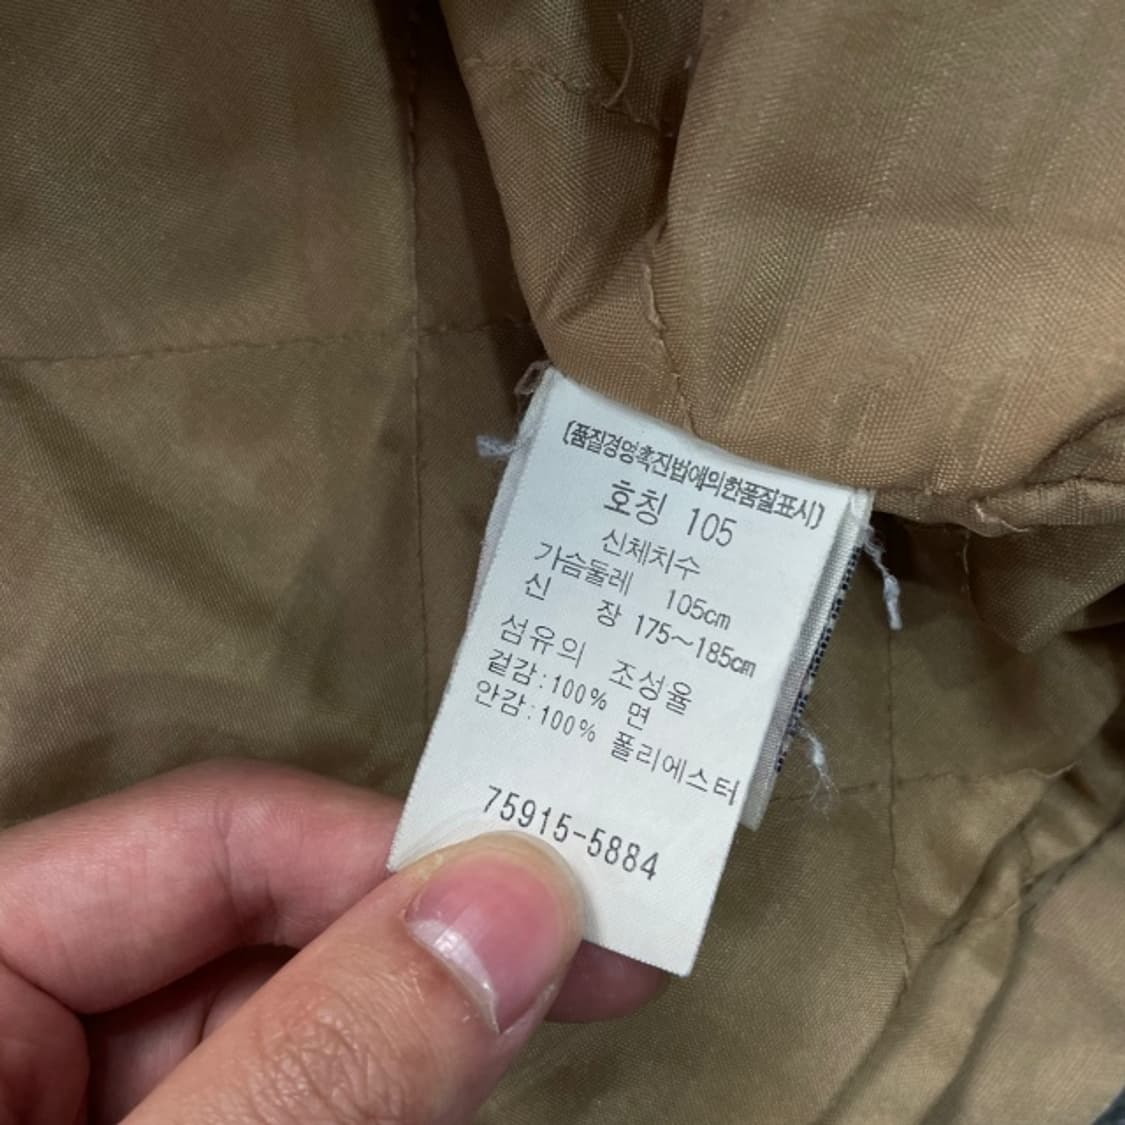 (품질경영촉진법에의한품질표시)
호칭 105
신체치수
가슴둘레 105cm
신 장 175~185cm
섬유의 조성율
겉감:100% 면
안감:100% 폴리에스터
75915-5884